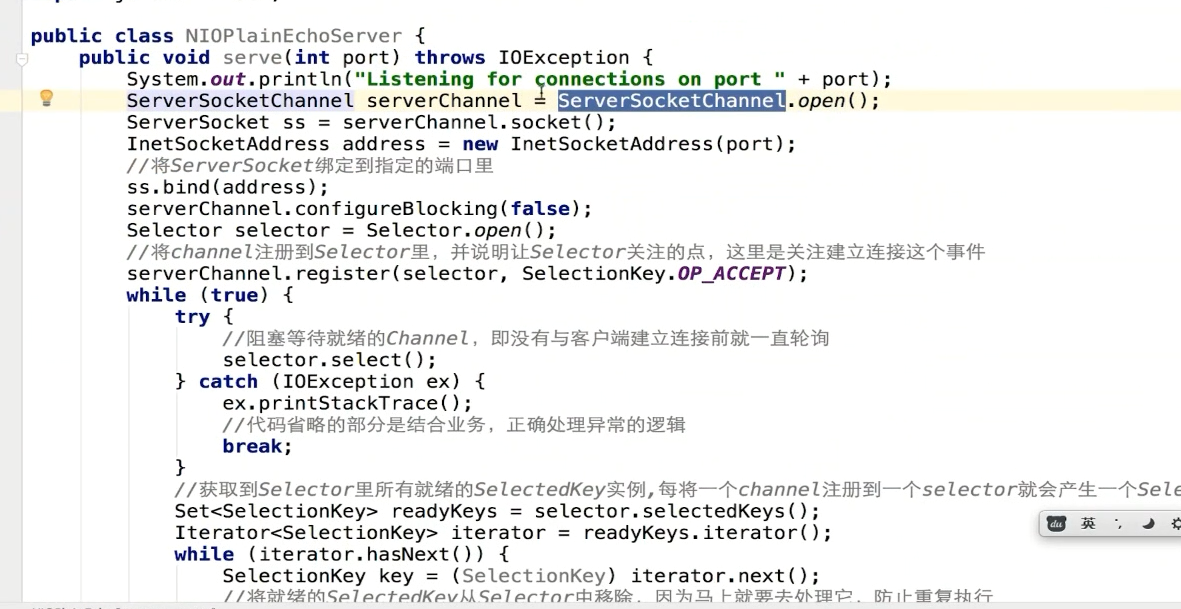 public class NIOPlainEchoServer {
public void serve(int port) throws IOException {
System.out.println("Listening for connections on port " + port);
ServerSocketChannel serverChannel = ServerSocketChannel.open();
ServerSocket ss = serverChannel.socket();
InetSocketAddress address = new InetSocketAddress(port);
//将ServerSocket绑定到指定的端口里
ss.bind(address);
serverChannel.configureBlocking(false);
Selector selector = Selector.open();
//将channel注册到Selector里，并说明让Selector关注的点，这里是关注建立连接这个事件
serverChannel.register(selector, SelectionKey.OP_ACCEPT);
while (true) {
try {
//阻塞等待就绪的Channel，即没有与客户端建立连接前就一直轮询
selector.select();
} catch (IOException ex) {
ex.printStackTrace();
//代码省略的部分是结合业务，正确处理异常的逻辑
break;
}
//获取到Selector里所有就绪的SelectedKey实例,每将一个channel注册到一个selector就会产生一个Sele
Set<SelectionKey> readyKeys = selector.selectedKeys();
Iterator<SelectionKey> iterator = readyKeys.iterator();
du 英
while (iterator.hasNext()) {
SelectionKey key = (SelectionKey) iterator.next();
//将就绪的SelectedKey从Selector中移除，因为马上就要去处理它，防止重复执行